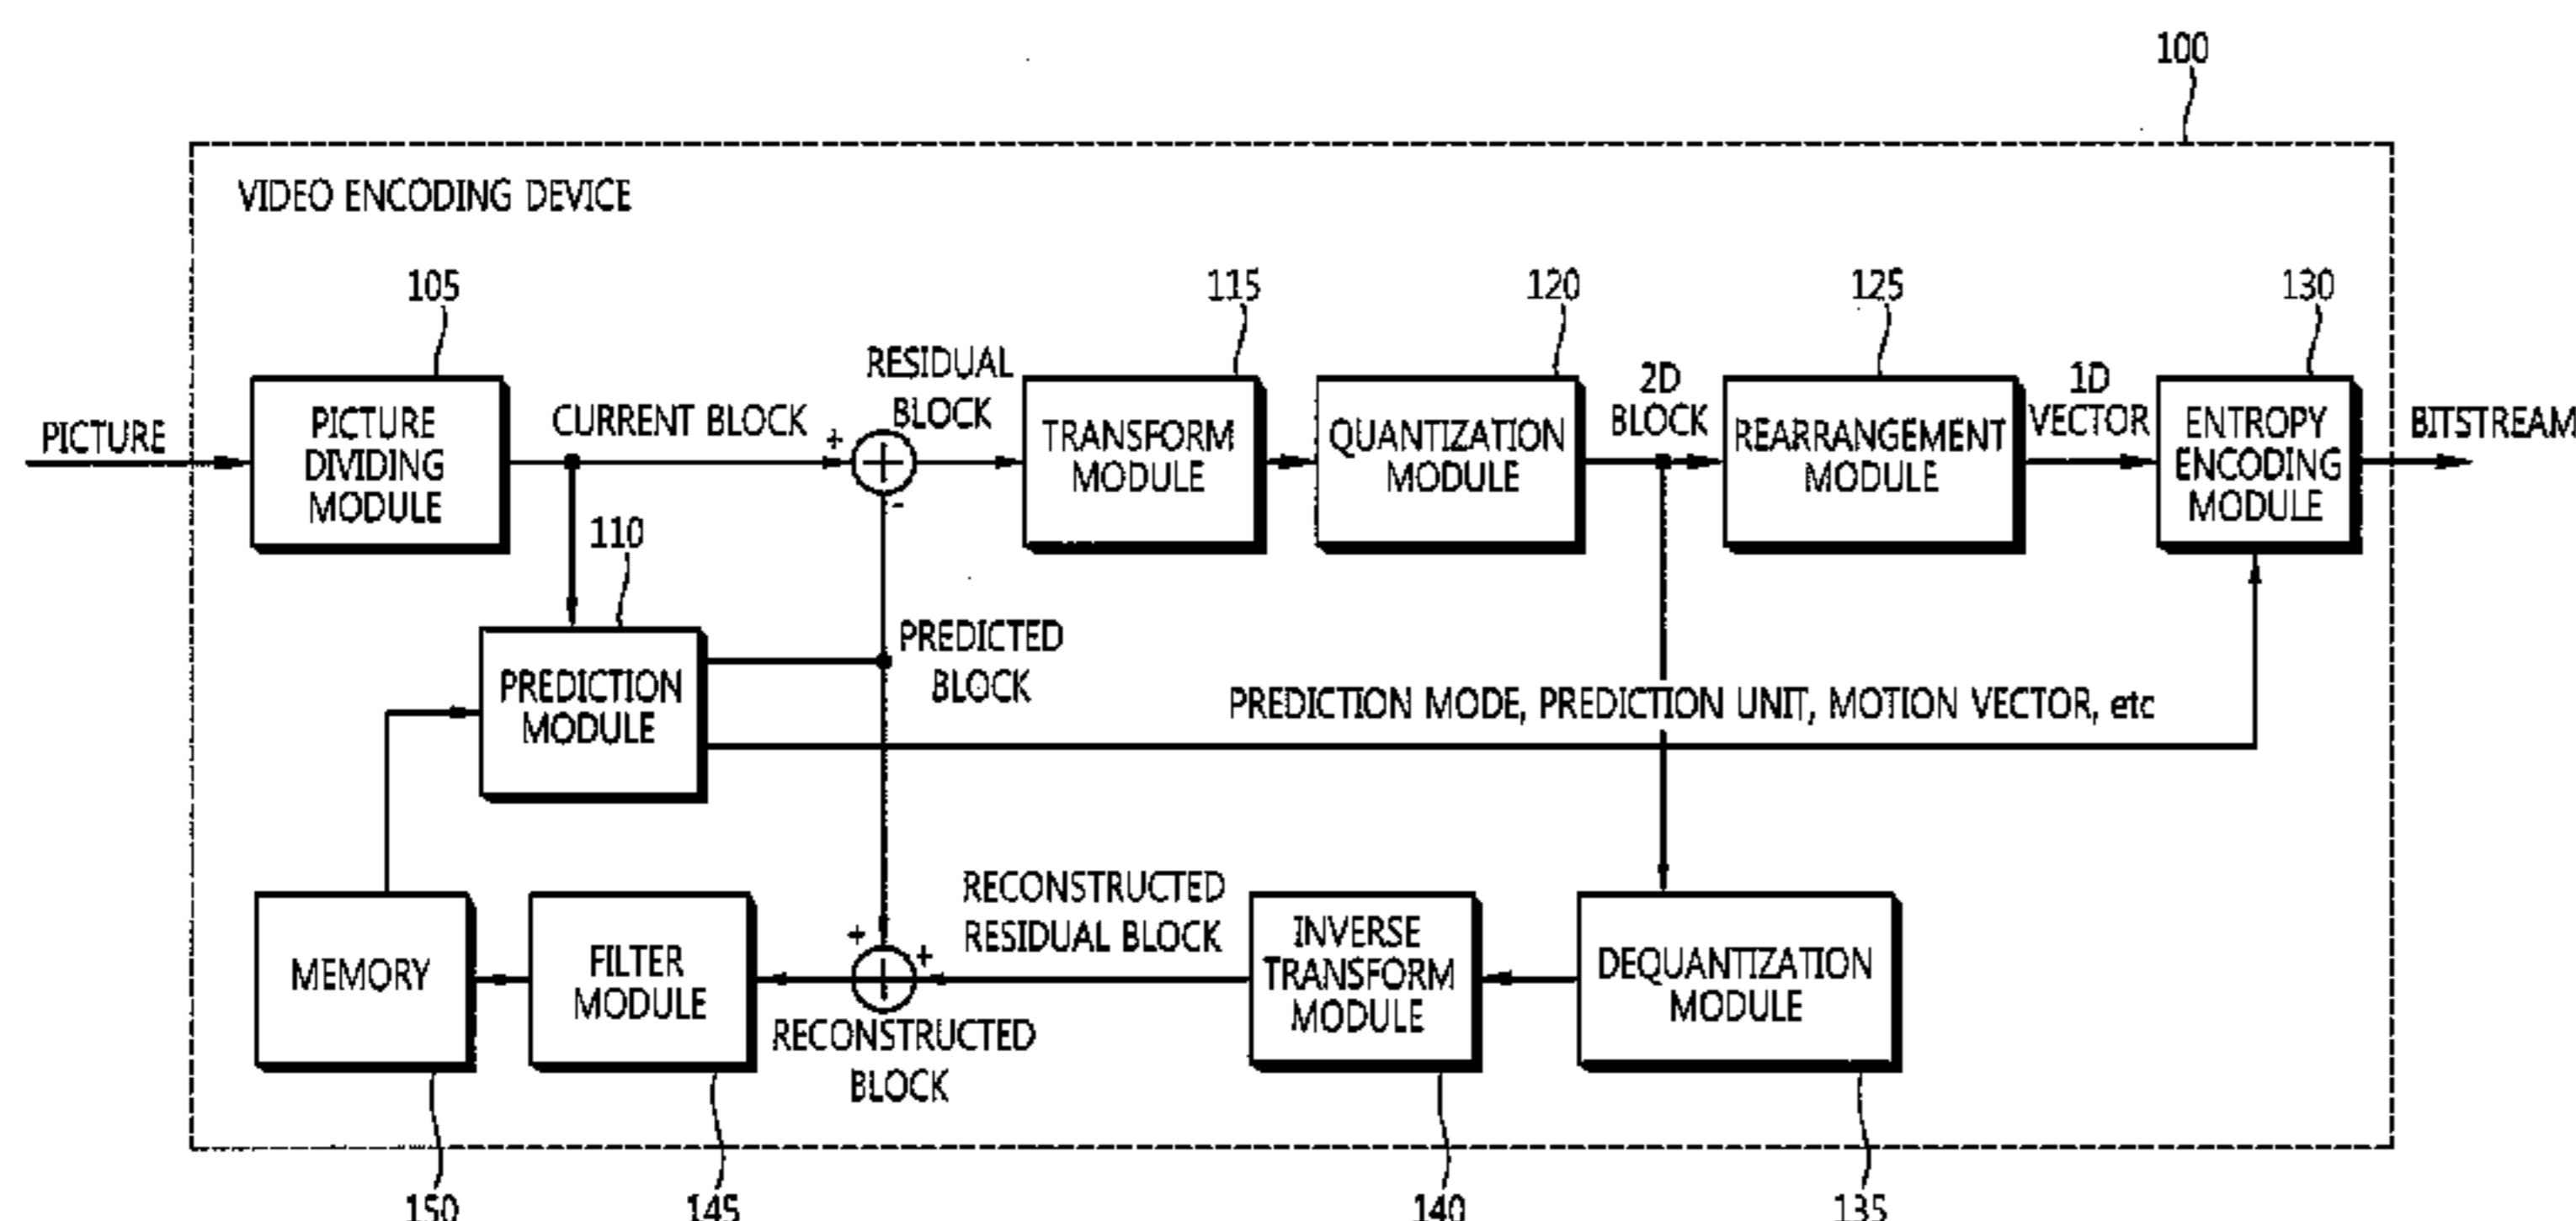 100
VIDEO ENCODING DEVICE
105
115
120
125
130
PICTURE
PICTURE
DIVIDING
MODULE
CURRENT BLOCK
+
-
RESIDUAL
BLOCK
TRANSFORM
MODULE
QUANTIZATION
MODULE
2D
BLOCK
REARRANGEMENT
MODULE
1D
VECTOR
ENTROPY
ENCODING
MODULE
BITSTREAM
110
PREDICTION
MODULE
PREDICTED
BLOCK
PREDICTION MODE, PREDICTION UNIT, MOTION VECTOR, etc
MEMORY
FILTER
MODULE
+
+
RECONSTRUCTED
BLOCK
RECONSTRUCTED
RESIDUAL BLOCK
INVERSE
TRANSFORM
MODULE
DEQUANTIZATION
MODULE
150
145
140
135